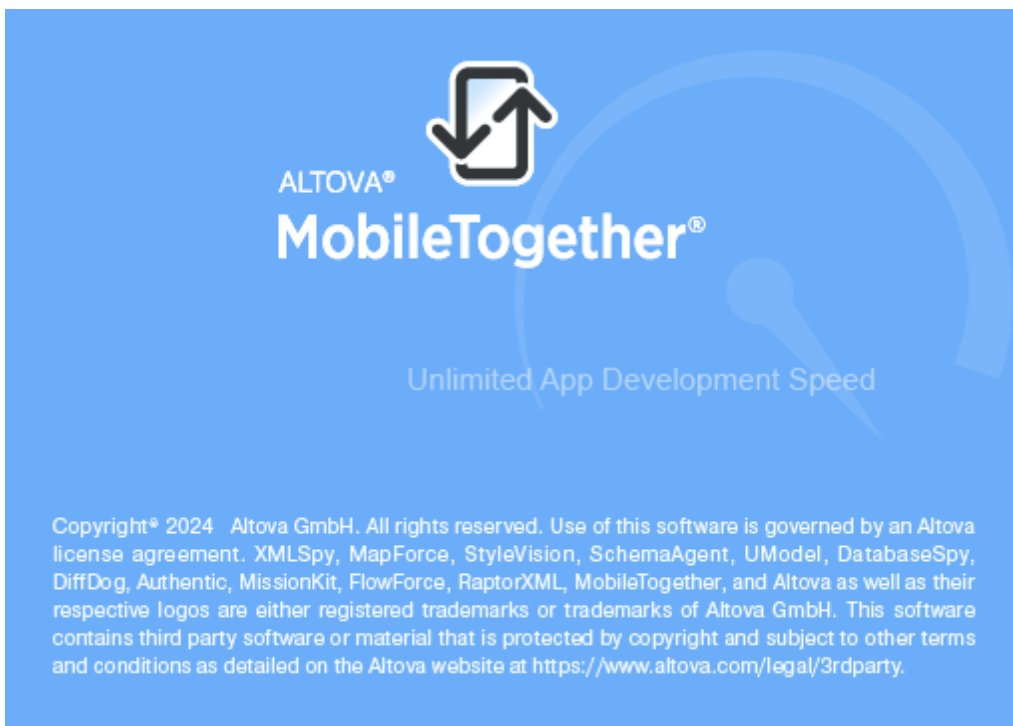 ALTOVA®
MobileTogether®
Unlimited App Development Speed
Copyright® 2024 Altova GmbH. All rights reserved. Use of this software is governed by an Altova
license agreement. XMLSpy, MapForce, StyleVision, SchemaAgent, UModel, DatabaseSpy,
DiffDog, Authentic, MissionKit, FlowForce, RaptorXML, MobileTogether, and Altova as well as their
respective logos are either registered trademarks or trademarks of Altova GmbH. This software
contains third party software or material that is protected by copyright and subject to other terms
and conditions as detailed on the Altova website at https://www.altova.com/legal/3rdparty.